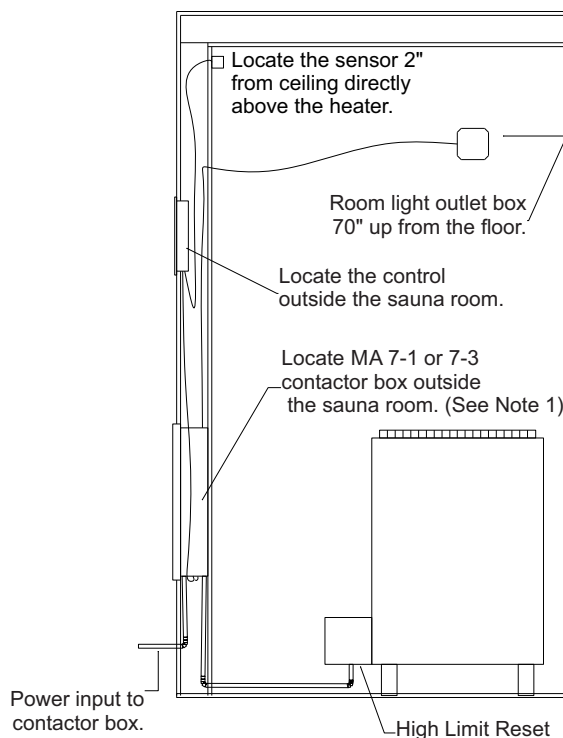 Locate the sensor 2"
from ceiling directly
above the heater.
Room light outlet box
70" up from the floor.
Locate the control
outside the sauna room.
Locate MA 7-1 or 7-3
contactor box outside
the sauna room. (See Note 1)
Power input to
contactor box.
High Limit Reset